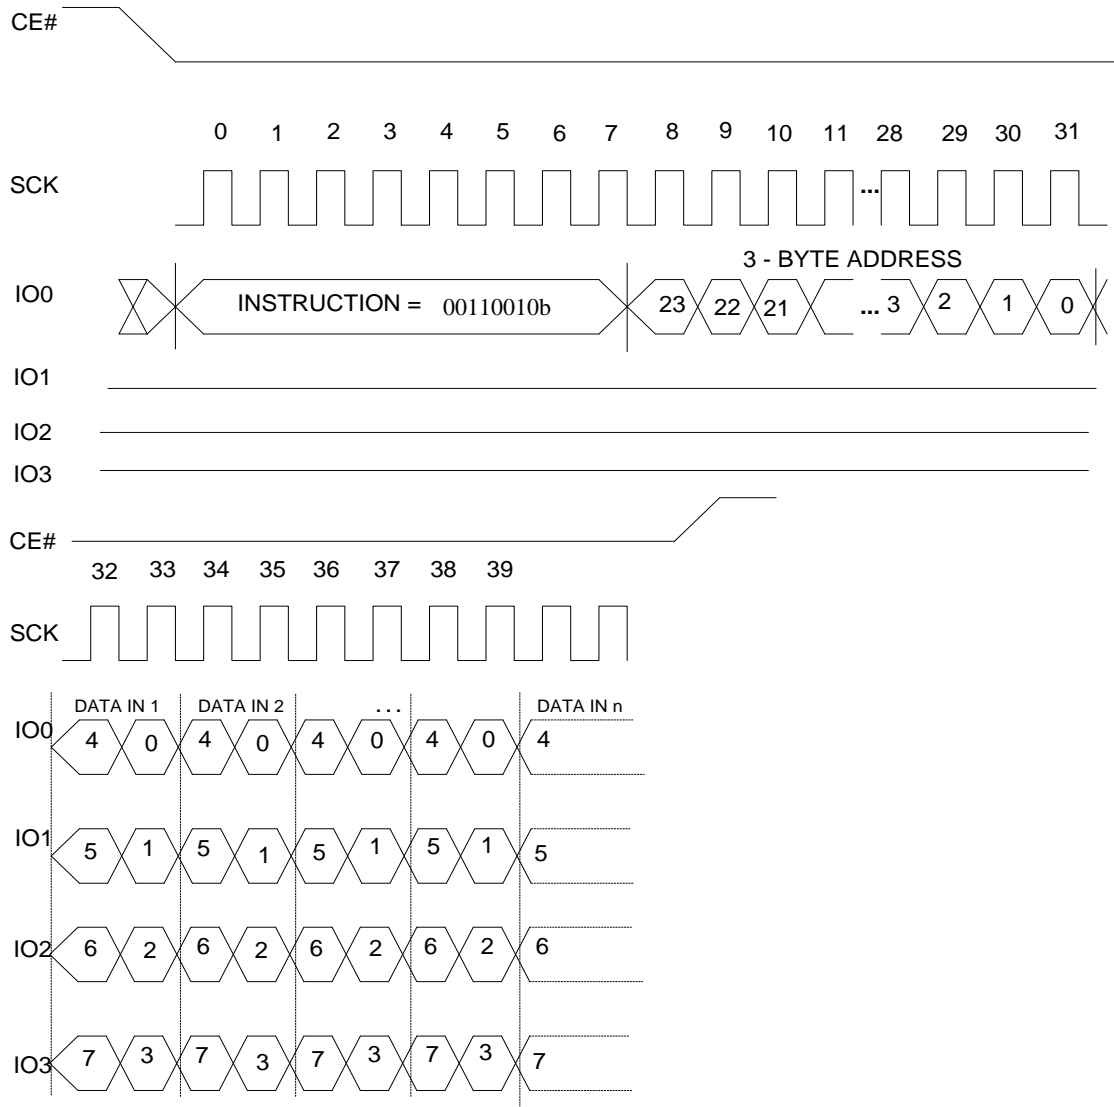 CE#
0 1 2 3 4 5 6 7 8 9 10 11 28 29 30 31
SCK ...
3 - BYTE ADDRESS
IO0 INSTRUCTION = 00110010b 23 22 21 ... 3 2 1 0
IO1
IO2
IO3
CE#
32 33 34 35 36 37 38 39
SCK
DATA IN 1 DATA IN 2 ... DATA IN n
IO0 4 0 4 0 4 0 4 0 4
IO1 5 1 5 1 5 1 5 1 5
IO2 6 2 6 2 6 2 6 2 6
IO3 7 3 7 3 7 3 7 3 7